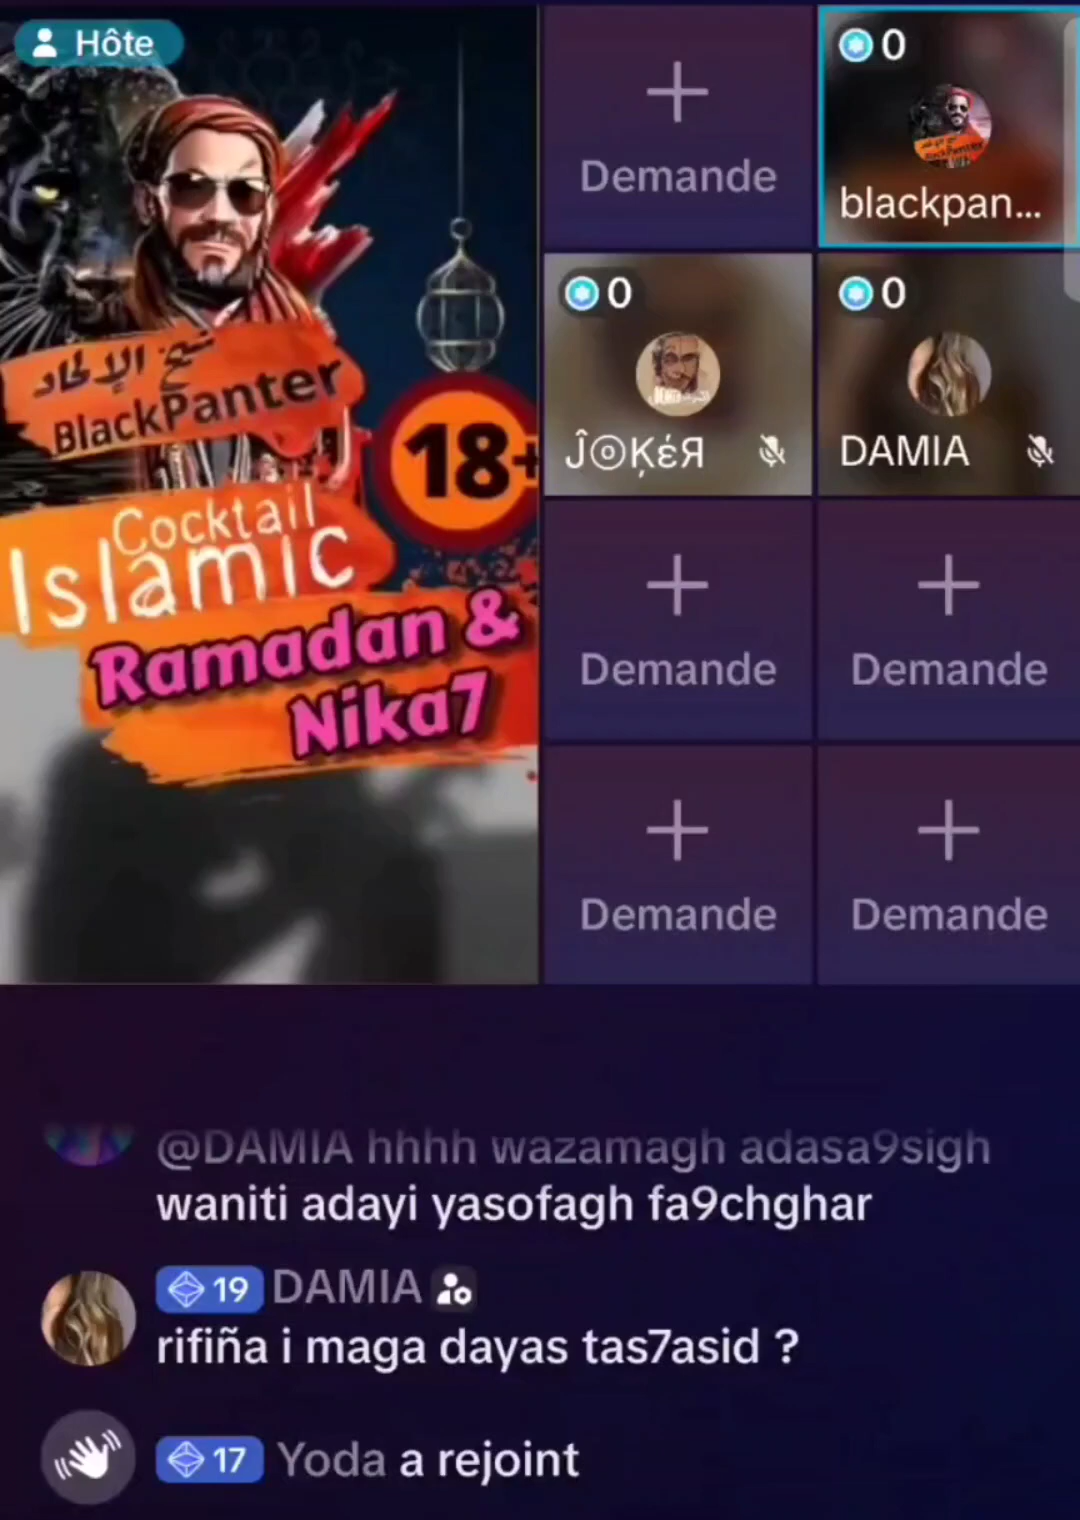 Hôte
شيخ الإلحاد
BlackPanter
18+
Cocktail
Islamic
Ramadan &
Nika7
Demande
0
blackpan...
0
ĴºĶέЯ
0
DAMIA
Demande
Demande
Demande
Demande
@DAMIA hhhh wazamagh adasa9sigh
waniti adayi yasofagh fa9chghar
19 DAMIA
rifiña i maga dayas tas7asid ?
17 Yoda a rejoint